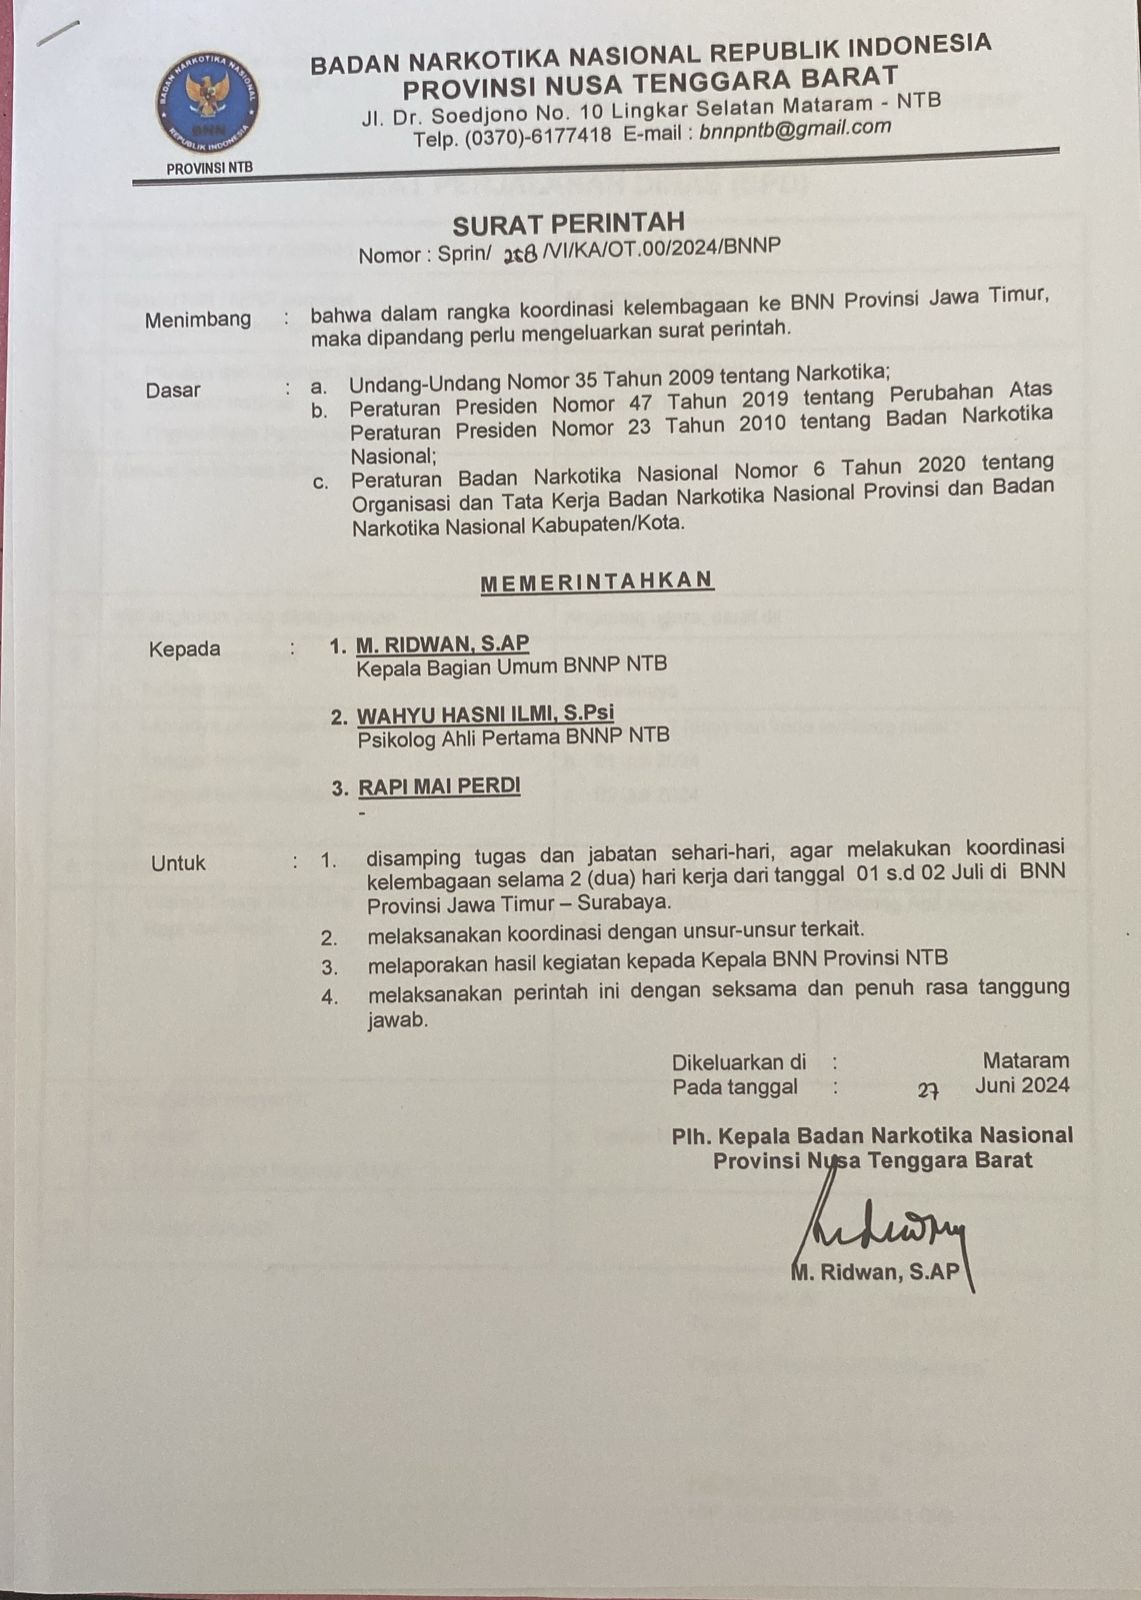 BADAN NARKOTIKA NASIONAL REPUBLIK INDONESIA
PROVINSI NUSA TENGGARA BARAT
Jl. Dr. Soedjono No. 10 Lingkar Selatan Mataram - NTB
Telp. (0370)-6177418 E-mail : bnnpntb@gmail.com
BADAN NARKOTIKA NASIONAL
BNN
REPUBLIK INDONESIA
PROVINSI NTB
SURAT PERINTAH
Nomor : Sprin/ 258 /VI/KA/OT.00/2024/BNNP
Menimbang : bahwa dalam rangka koordinasi kelembagaan ke BNN Provinsi Jawa Timur,
maka dipandang perlu mengeluarkan surat perintah.
Dasar : a. Undang-Undang Nomor 35 Tahun 2009 tentang Narkotika;
b. Peraturan Presiden Nomor 47 Tahun 2019 tentang Perubahan Atas
Peraturan Presiden Nomor 23 Tahun 2010 tentang Badan Narkotika
Nasional;
c. Peraturan Badan Narkotika Nasional Nomor 6 Tahun 2020 tentang
Organisasi dan Tata Kerja Badan Narkotika Nasional Provinsi dan Badan
Narkotika Nasional Kabupaten/Kota.
MEMERINTAHKAN
Kepada : 1. M. RIDWAN, S.AP
Kepala Bagian Umum BNNP NTB
2. WAHYU HASNI ILMI, S.Psi
Psikolog Ahli Pertama BNNP NTB
3. RAPI MAI PERDI
-
Untuk : 1. disamping tugas dan jabatan sehari-hari, agar melakukan koordinasi
kelembagaan selama 2 (dua) hari kerja dari tanggal 01 s.d 02 Juli di BNN
Provinsi Jawa Timur – Surabaya.
2. melaksanakan koordinasi dengan unsur-unsur terkait.
3. melaporakan hasil kegiatan kepada Kepala BNN Provinsi NTB
4. melaksanakan perintah ini dengan seksama dan penuh rasa tanggung
jawab.
Dikeluarkan di : Mataram
Pada tanggal : 27 Juni 2024
Plh. Kepala Badan Narkotika Nasional
Provinsi Nusa Tenggara Barat
M. Ridwan, S.AP